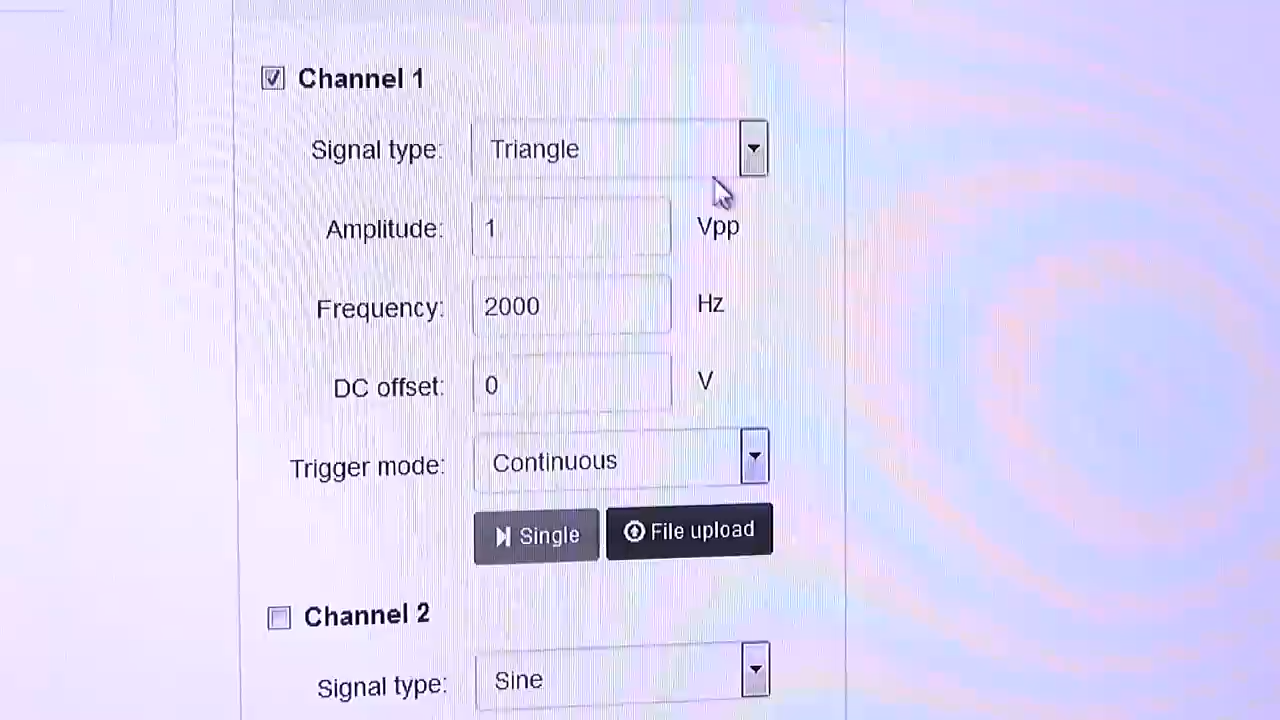 Channel 1
Signal type: Triangle
Amplitude: 1 Vpp
Frequency: 2000 Hz
DC offset: 0 V
Trigger mode: Continuous
Single File upload
Channel 2
Signal type: Sine